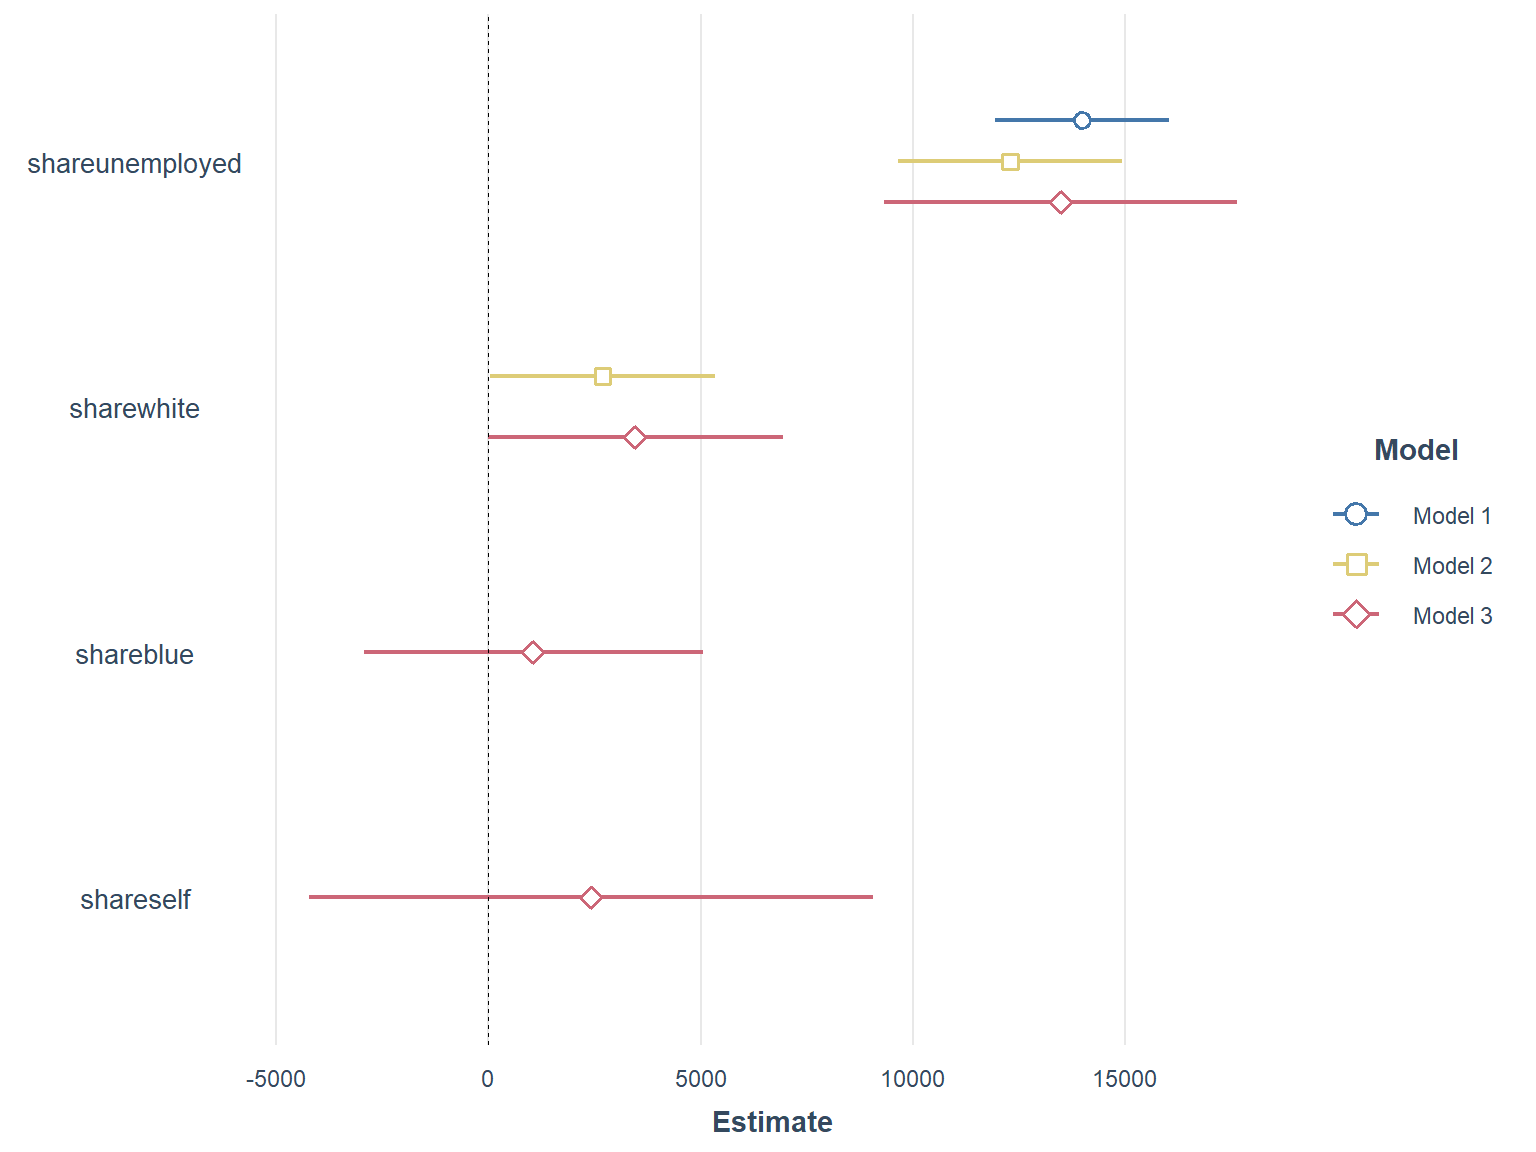 shareunemployed
sharewhite
shareblue
shareself
-5000
0
5000
10000
15000
Estimate
Model
Model 1
Model 2
Model 3